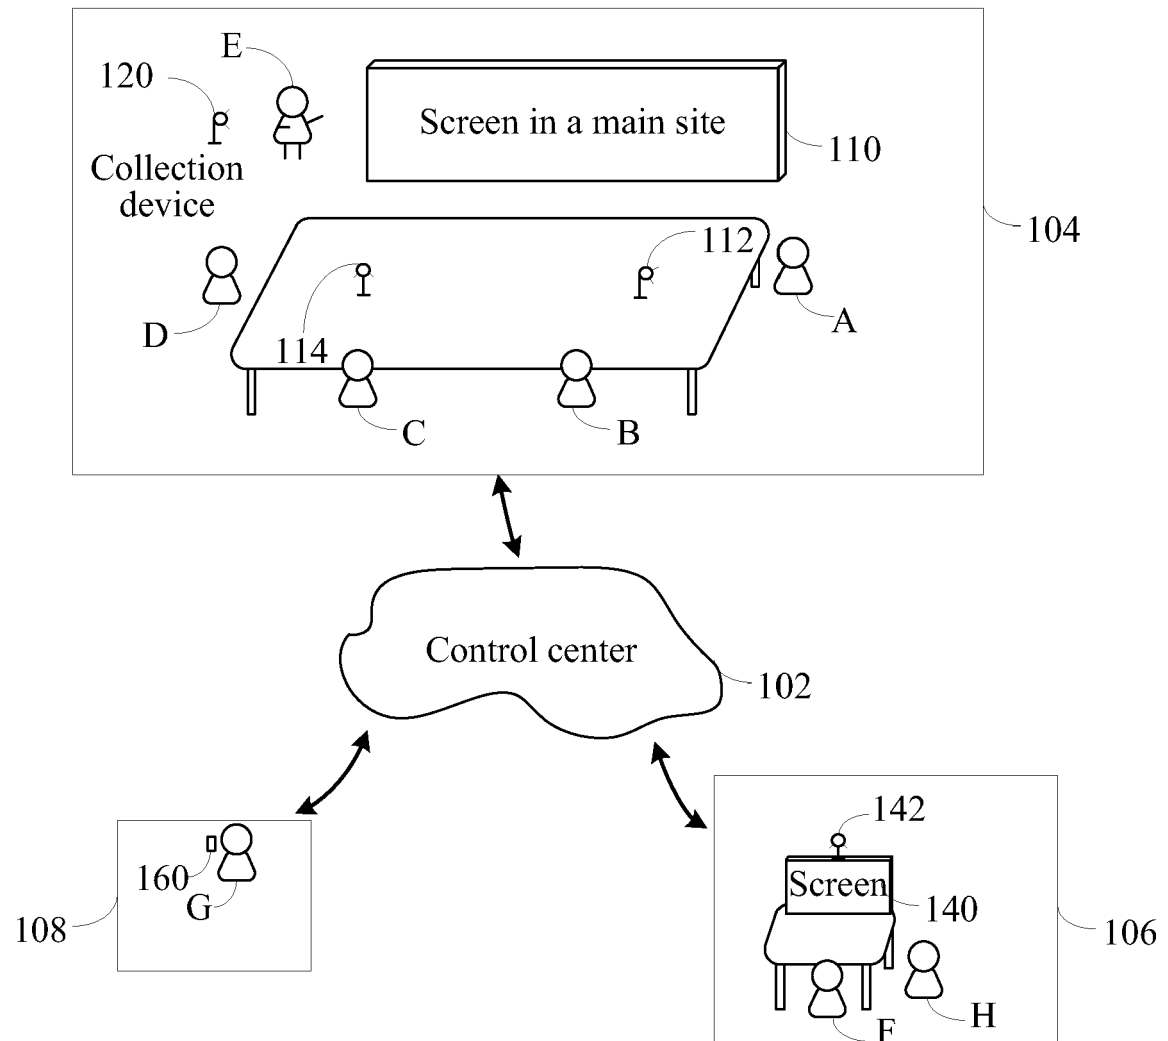 E
120
Screen in a main site
110
Collection
device
104
112
D
114
A
C
B
Control center
102
142
160
Screen
G
140
108
106
H
F